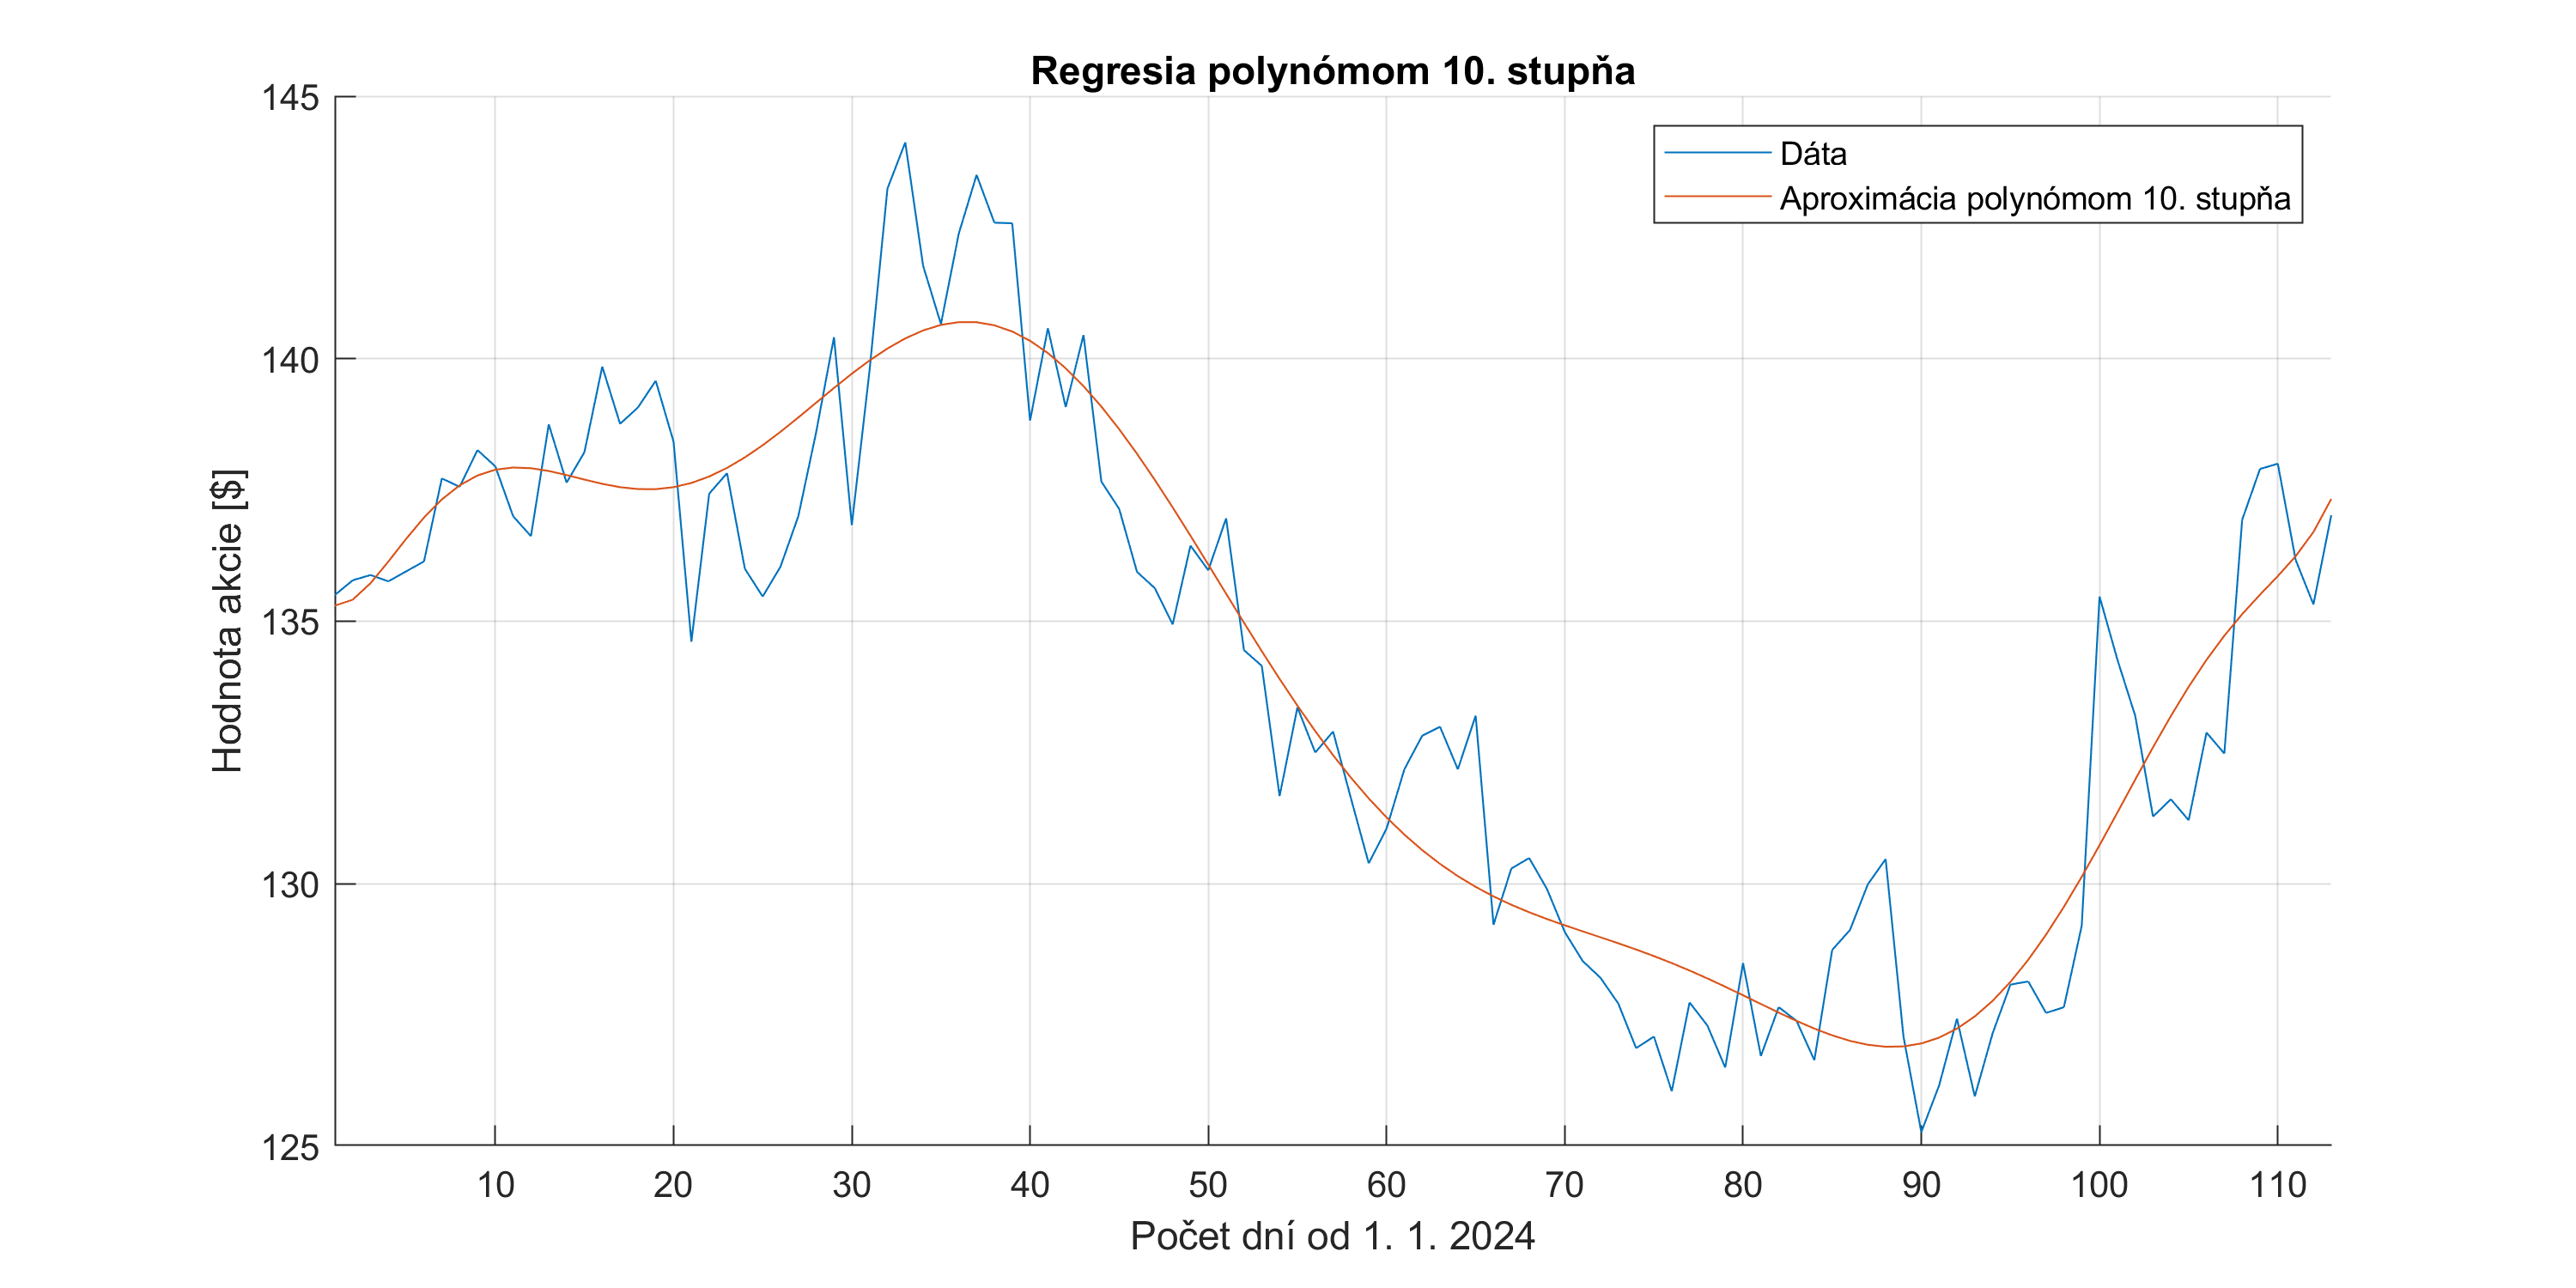 Regresia polynómom 10. stupňa
Dáta
Aproximácia polynómom 10. stupňa
Hodnota akcie [$]
145
140
135
130
125
10 20 30 40 50 60 70 80 90 100 110
Počet dní od 1. 1. 2024